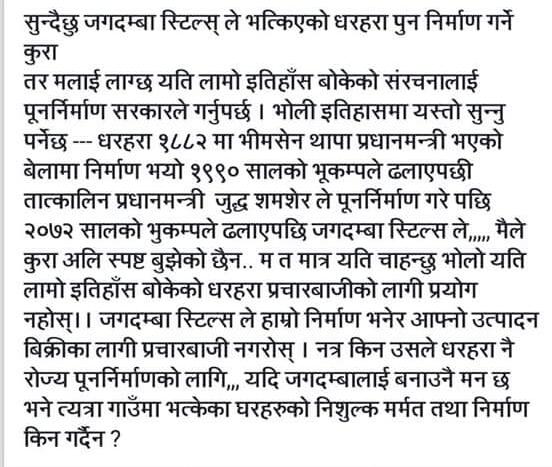 सुन्दैछु जगदम्बा स्टिल्स् ले भत्किएको धरहरा पुन निर्माण गर्ने
कुरा
तर मलाई लाग्छ यति लामो इतिहाँस बोकेको संरचनालाई
पूनर्निर्माण सरकारले गर्नुपर्छ । भोली इतिहासमा यस्तो सुन्नु
पर्नेछ --- धरहरा १८८२ मा भीमसेन थापा प्रधानमन्त्री भएको
बेलामा निर्माण भयो १९९० सालको भूकम्पले ढलाएपछी
तात्कालिन प्रधानमन्त्री जुद्ध शमशेर ले पूनर्निर्माण गरे पछि
२०७२ सालको भुकम्पले ढलाएपछि जगदम्बा स्टिल्स ले,,,,, मैले
कुरा अलि स्पष्ट बुझेको छैन.. म त मात्र यति चाहन्छु भोलो यति
लामो इतिहाँस बोकेको धरहरा प्रचारबाजीको लागी प्रयोग
नहोस्।। जगदम्बा स्टिल्स ले हाम्रो निर्माण भनेर आफ्नो उत्पादन
बिक्रीका लागी प्रचारबाजी नगरोस् । नत्र किन उसले धरहरा नै
रोज्य पूनर्निर्माणको लागि,,, यदि जगदम्बालाई बनाउनै मन छ
भने त्यत्रा गाउँमा भत्केका घरहरुको निशुल्क मर्मत तथा निर्माण
किन गर्दैन ?